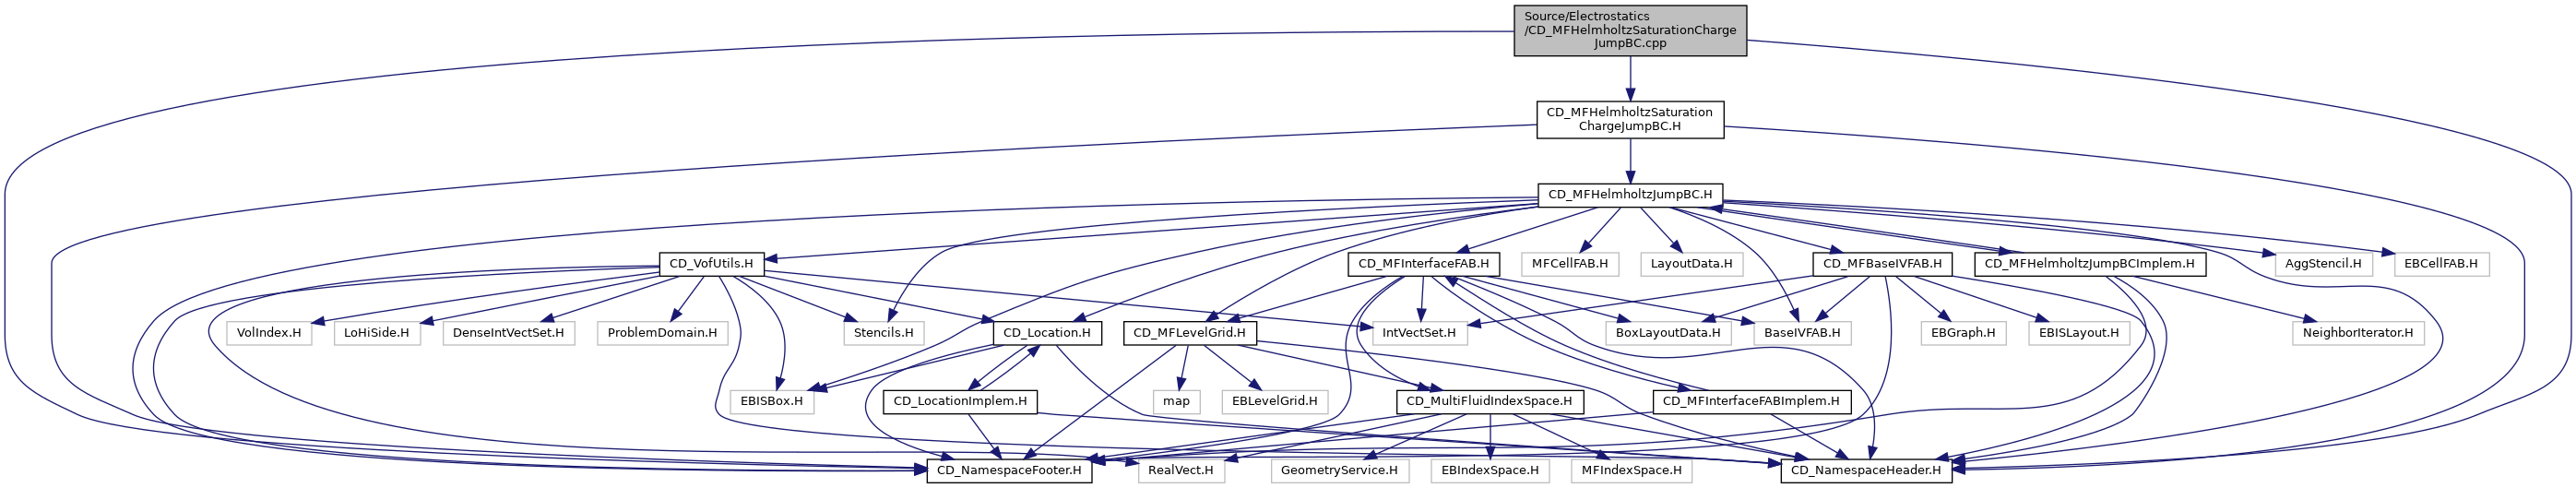 Source/Electrostatics
/CD_MFHelmholtzSaturationCharge
JumpBC.cpp
CD_MFHelmholtzSaturation
ChargeJumpBC.H
CD_MFHelmholtzJumpBC.H
CD_VofUtils.H
CD_MFInterfaceFAB.H
MFCellFAB.H
LayoutData.H
CD_MFBaseIVFAB.H
CD_MFHelmholtzJumpBCImplem.H
AggStencil.H
EBCellFAB.H
VolIndex.H
LoHiSide.H
DenseIntVectSet.H
ProblemDomain.H
Stencils.H
CD_Location.H
CD_MFLevelGrid.H
IntVectSet.H
BoxLayoutData.H
BaseIVFAB.H
EBGraph.H
EBISLayout.H
NeighborIterator.H
EBISBox.H
CD_LocationImplem.H
map
EBLevelGrid.H
CD_MultiFluidIndexSpace.H
CD_MFInterfaceFABImplem.H
CD_NamespaceFooter.H
RealVect.H
GeometryService.H
EBIndexSpace.H
MFIndexSpace.H
CD_NamespaceHeader.H